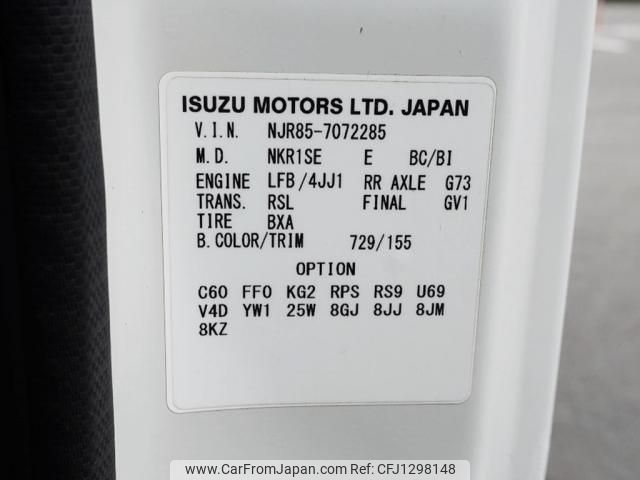 ISUZU MOTORS LTD. JAPAN
V.I.N. NJR85-7072285
M.D. NKR1SE E BC/BI
ENGINE LFB/4JJ1 RR AXLE G73
TRANS. RSL FINAL GV1
TIRE BXA
B.COLOR/TRIM 729/155
OPTION
C60 FF0 KG2 RPS RS9 U69
V4D YW1 25W 8GJ 8JJ 8JM
8KZ
www.CarFromJapan.com - CFJ1298148